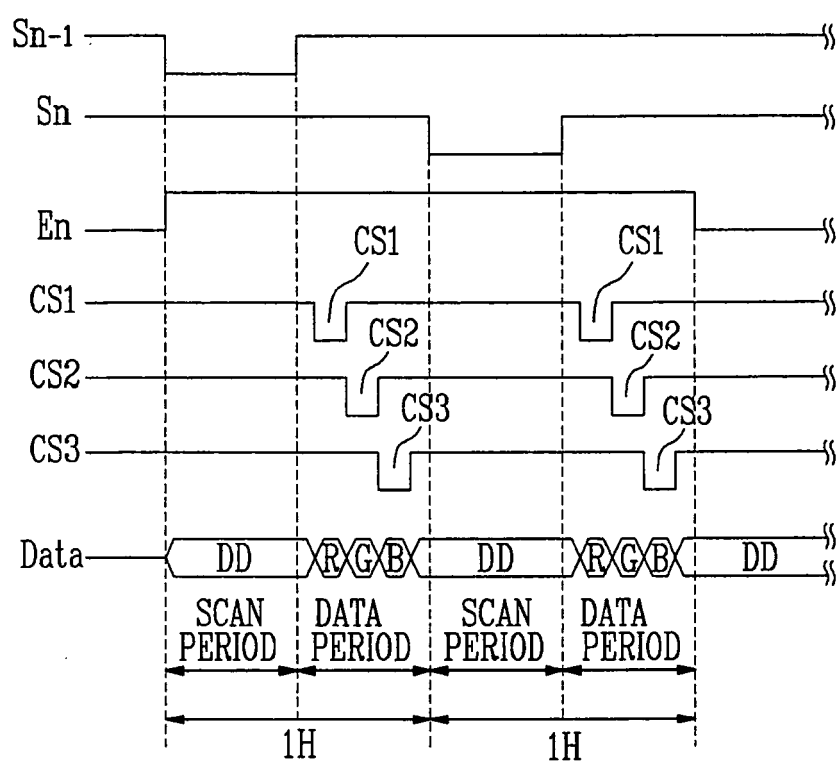 Sn-1
Sn
En
CS1 CS1
CS1
CS2 CS2
CS2
CS3 CS3
CS3
Data DD R G B DD R G B DD
SCAN PERIOD DATA PERIOD SCAN PERIOD DATA PERIOD
1H 1H